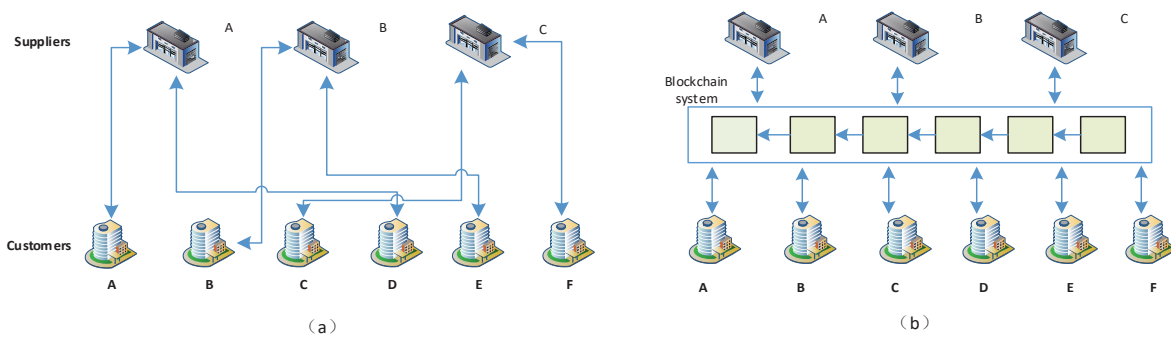 Suppliers
A
B
C
Customers
A B C D E F
（a）
A
B
C
Blockchain
system
A B C D E F
（b）